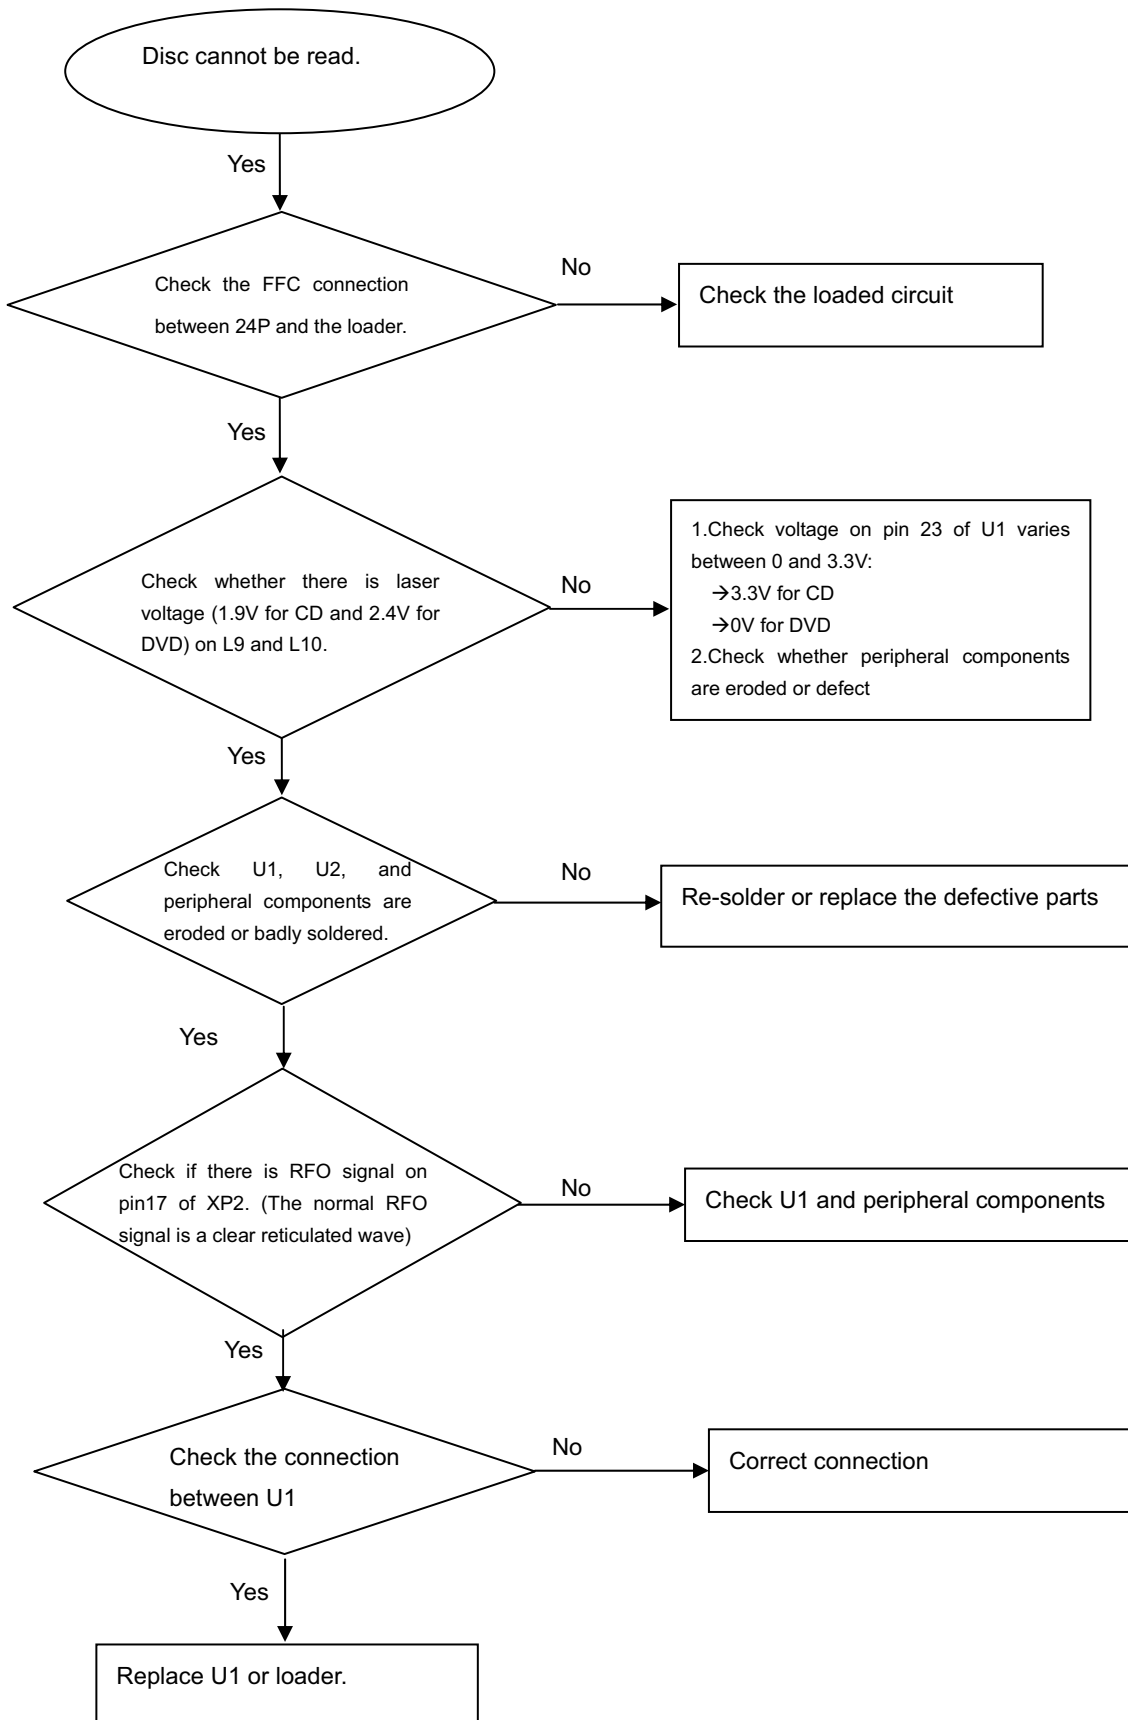 Disc cannot be read.
Yes
Check the FFC connection
between 24P and the loader.
No
Check the loaded circuit
Yes
Check whether there is laser
voltage (1.9V for CD and 2.4V for
DVD) on L9 and L10.
No
1.Check voltage on pin 23 of U1 varies
between 0 and 3.3V:
→3.3V for CD
→0V for DVD
2.Check whether peripheral components
are eroded or defect
Yes
Check U1, U2, and
peripheral components are
eroded or badly soldered.
No
Re-solder or replace the defective parts
Yes
Check if there is RFO signal on
pin17 of XP2. (The normal RFO
signal is a clear reticulated wave)
No
Check U1 and peripheral components
Yes
Check the connection
between U1
No
Correct connection
Yes
Replace U1 or loader.